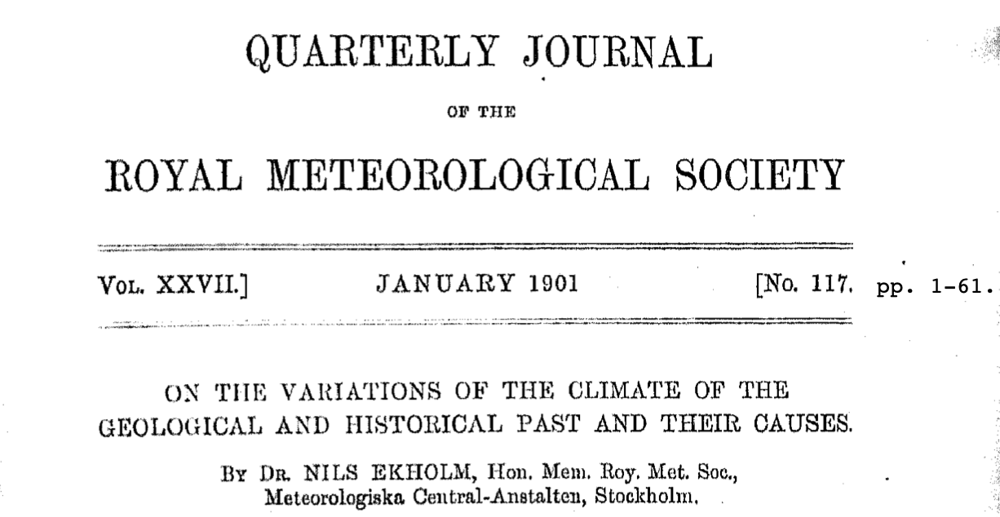 QUARTERLY JOURNAL
OF THE
ROYAL METEOROLOGICAL SOCIETY
VOL. XXVII.] JANUARY 1901 [No. 117. pp. 1-61.
ON THE VARIATIONS OF THE CLIMATE OF THE
GEOLOGICAL AND HISTORICAL PAST AND THEIR CAUSES.
BY DR. NILS EKHOLM, Hon. Mem. Roy. Met. Soc.,
Meteorologiska Central-Anstalten, Stockholm.